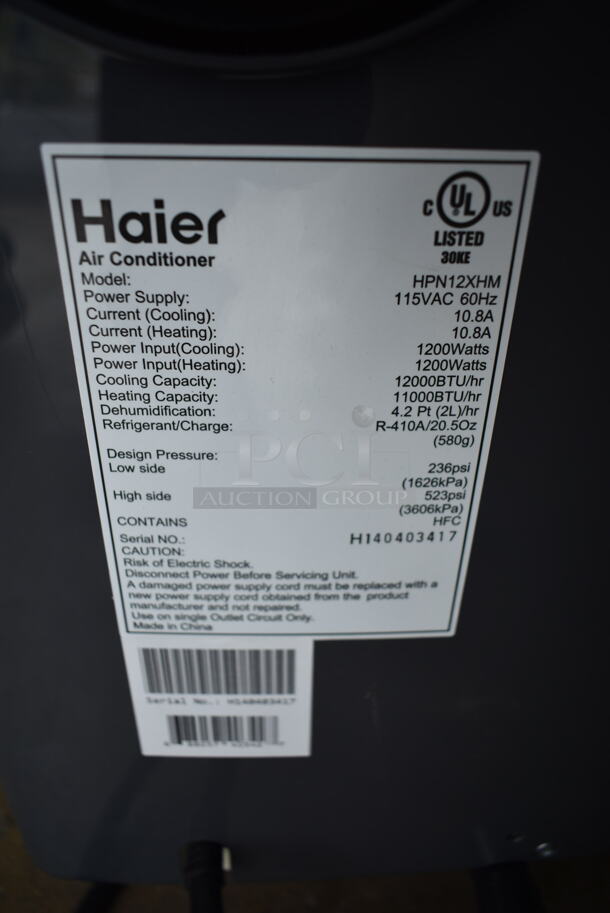 Haier
C UL US
LISTED
30KE
Air Conditioner
Model: HPN12XHM
Power Supply: 115VAC 60Hz
Current (Cooling): 10.8A
Current (Heating): 10.8A
Power Input(Cooling): 1200Watts
Power Input(Heating): 1200Watts
Cooling Capacity: 12000BTU/hr
Heating Capacity: 11000BTU/hr
Dehumidification: 4.2 Pt (2L)/hr
Refrigerant/Charge: R-410A/20.5Oz
(580g)
Design Pressure:
Low side 236psi
(1626kPa)
High side 523psi
(3606kPa)
CONTAINS HFC
Serial NO.: H140403417
CAUTION:
Risk of Electric Shock.
Disconnect Power Before Servicing Unit.
A damaged power supply cord must be replaced with a
new power supply cord obtained from the product
manufacturer and not repaired.
Use on single Outlet Circuit Only.
Made in China
PCI
AUCTION GROUP
Serial No.: H140403417